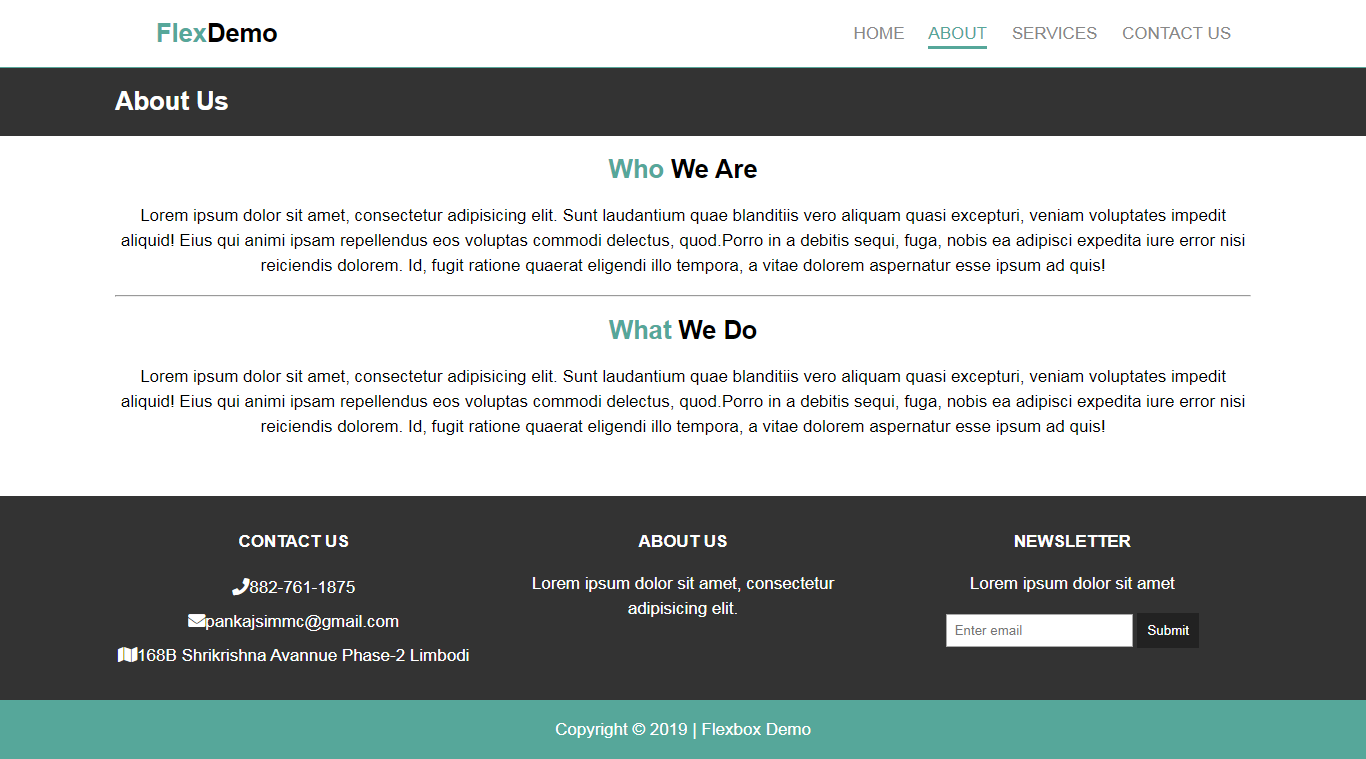 FlexDemo
HOME ABOUT SERVICES CONTACT US
About Us
Who We Are
Lorem ipsum dolor sit amet, consectetur adipisicing elit. Sunt laudantium quae blanditiis vero aliquam quasi excepturi, veniam voluptates impedit
aliquid! Eius qui animi ipsam repellendus eos voluptas commodi delectus, quod.Porro in a debitis sequi, fuga, nobis ea adipisci expedita iure error nisi
reiciendis dolorem. Id, fugit ratione quaerat eligendi illo tempora, a vitae dolorem aspernatur esse ipsum ad quis!
What We Do
Lorem ipsum dolor sit amet, consectetur adipisicing elit. Sunt laudantium quae blanditiis vero aliquam quasi excepturi, veniam voluptates impedit
aliquid! Eius qui animi ipsam repellendus eos voluptas commodi delectus, quod.Porro in a debitis sequi, fuga, nobis ea adipisci expedita iure error nisi
reiciendis dolorem. Id, fugit ratione quaerat eligendi illo tempora, a vitae dolorem aspernatur esse ipsum ad quis!
CONTACT US
882-761-1875
pankajsimmc@gmail.com
168B Shrikrishna Avannue Phase-2 Limbodi
ABOUT US
Lorem ipsum dolor sit amet, consectetur
adipisicing elit.
NEWSLETTER
Lorem ipsum dolor sit amet
Enter email Submit
Copyright © 2019 | Flexbox Demo